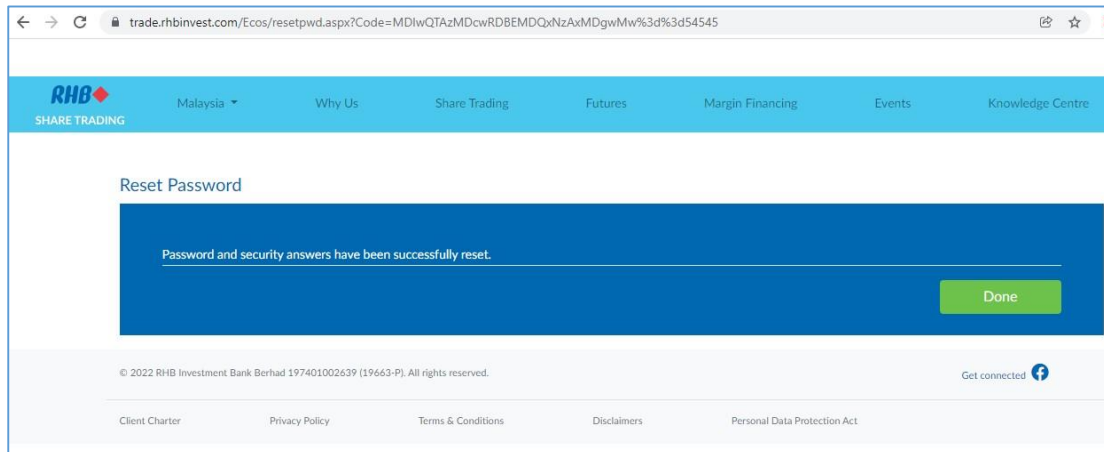 trade.rhbinvest.com/Ecos/resetpwd.aspx?Code=MDIwQTAzMDcwRDBEMDQxNzAxMDgwMw%3d%3d54545
RHB
SHARE TRADING
Malaysia Why Us Share Trading Futures Margin Financing Events Knowledge Centre
Reset Password
Password and security answers have been successfully reset.
Done
© 2022 RHB Investment Bank Berhad 197401002639 (19663-P). All rights reserved. Get connected
Client Charter Privacy Policy Terms & Conditions Disclaimers Personal Data Protection Act